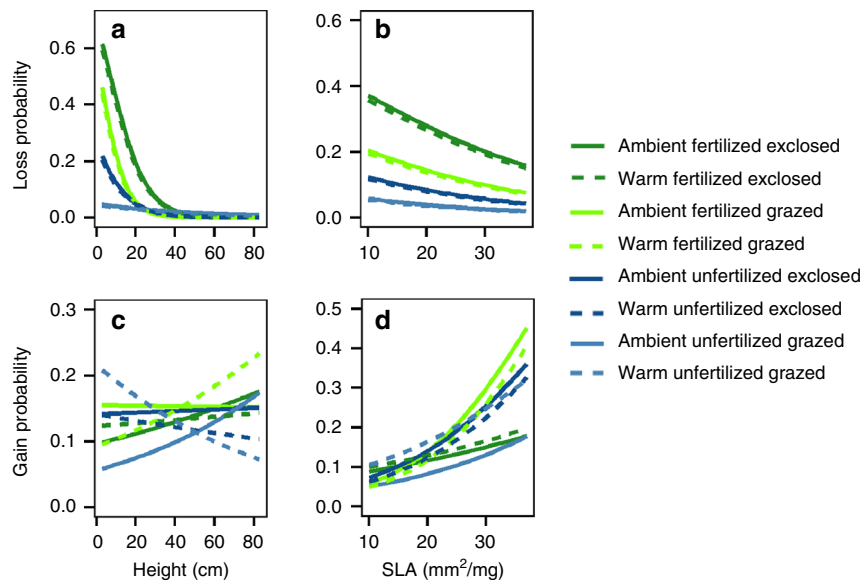 a
b
0.6
0.4
0.2
0.0
Loss probability
0 20 40 60 80
0.6
0.4
0.2
0.0
10 20 30
c
d
0.3
0.2
0.1
0.0
Gain probability
0 20 40 60 80
Height (cm)
0.5
0.4
0.3
0.2
0.1
0.0
10 20 30
SLA (mm²/mg)
Ambient fertilized exclosed
Warm fertilized exclosed
Ambient fertilized grazed
Warm fertilized grazed
Ambient unfertilized exclosed
Warm unfertilized exclosed
Ambient unfertilized grazed
Warm unfertilized grazed